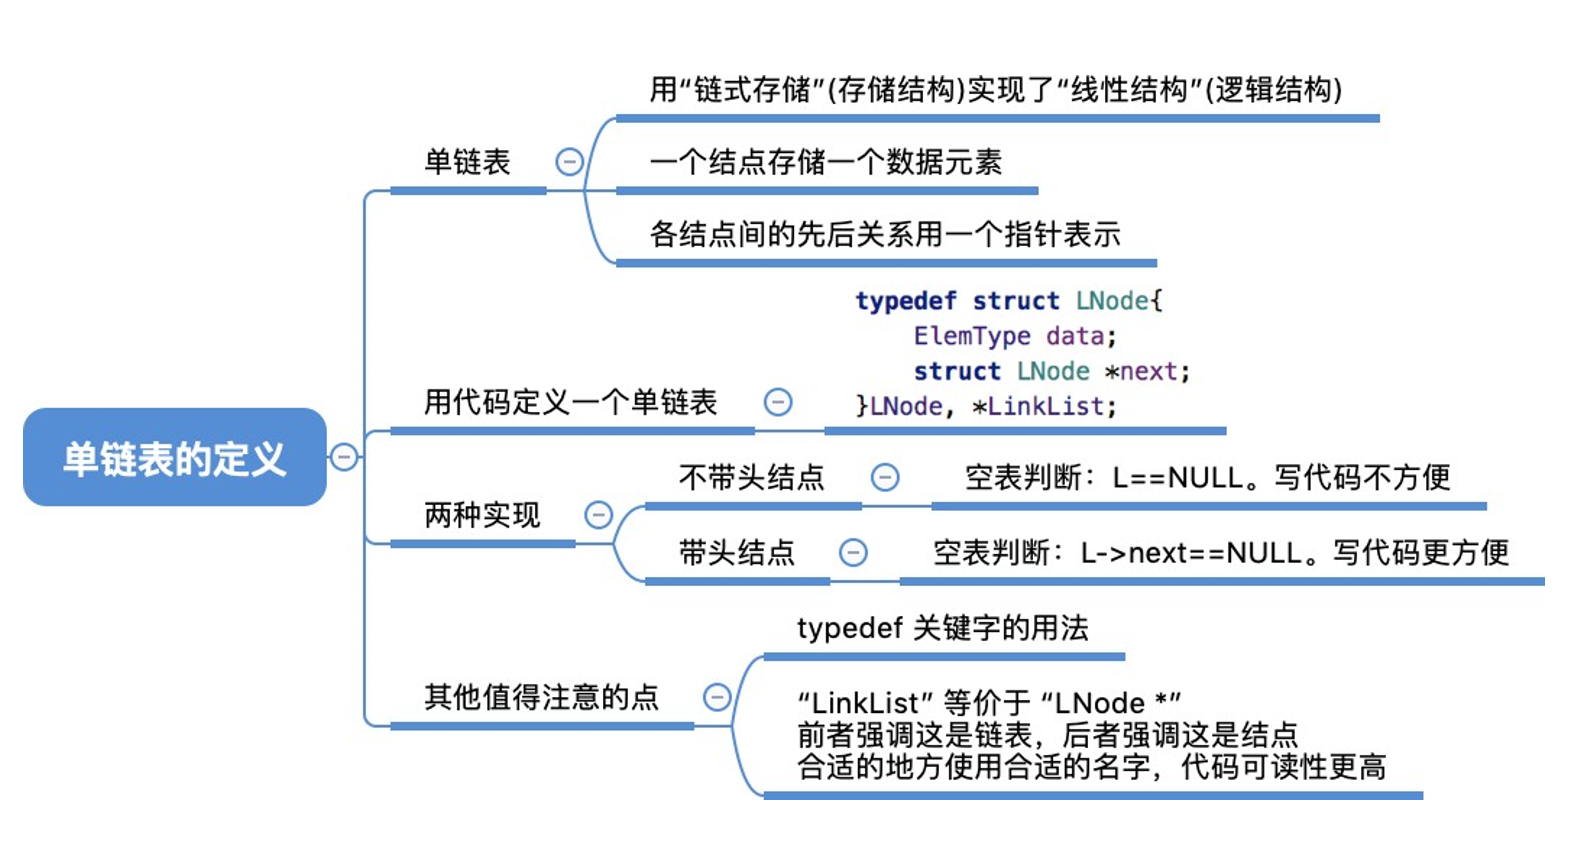 单链表的定义
单链表
用“链式存储”(存储结构)实现了“线性结构”(逻辑结构)
一个结点存储一个数据元素
各结点间的先后关系用一个指针表示
用代码定义一个单链表
typedef struct LNode{
    ElemType data;
    struct LNode *next;
}LNode, *LinkList;
两种实现
不带头结点
空表判断：L==NULL。写代码不方便
带头结点
空表判断：L->next==NULL。写代码更方便
其他值得注意的点
typedef 关键字的用法
“LinkList” 等价于 “LNode *”
前者强调这是链表，后者强调这是结点
合适的地方使用合适的名字，代码可读性更高